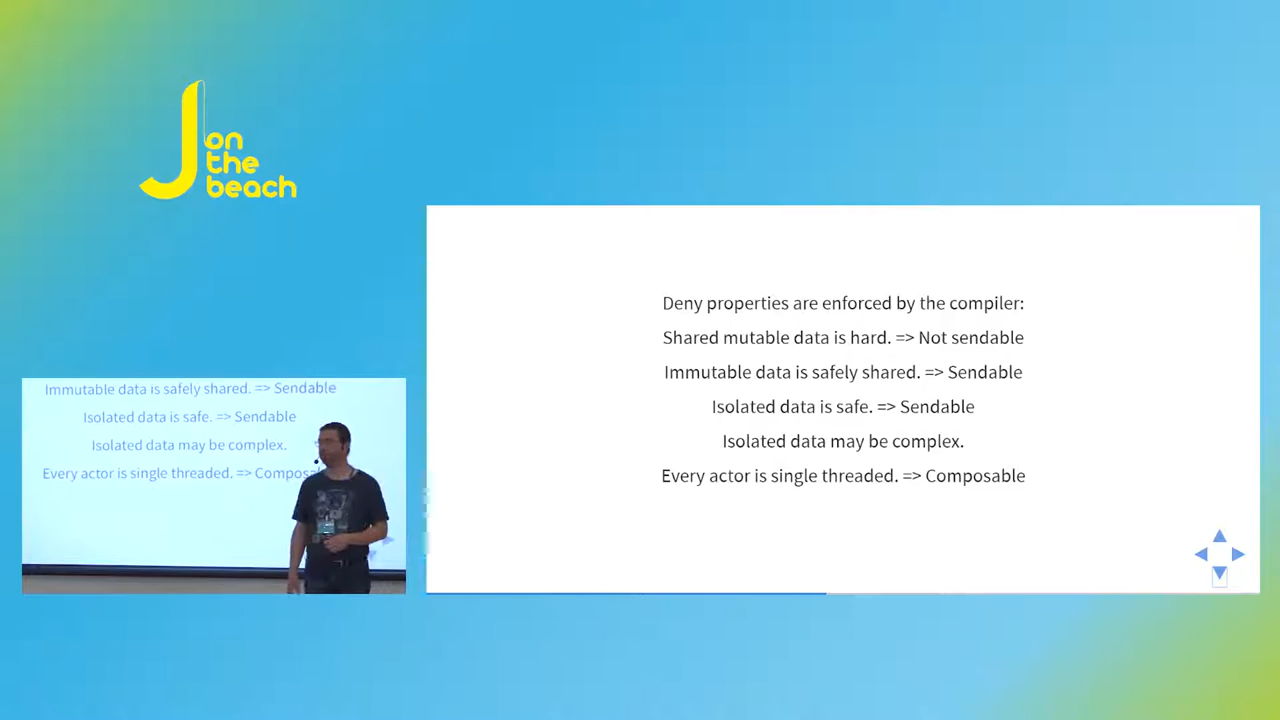 J on
the
beach
Deny properties are enforced by the compiler:
Shared mutable data is hard. => Not sendable
Immutable data is safely shared. => Sendable
Isolated data is safe. => Sendable
Isolated data may be complex.
Every actor is single threaded. => Composable
Immutable data is safely shared. => Sendable
Isolated data is safe. => Sendable
Isolated data may be complex.
Every actor is single threaded. =>